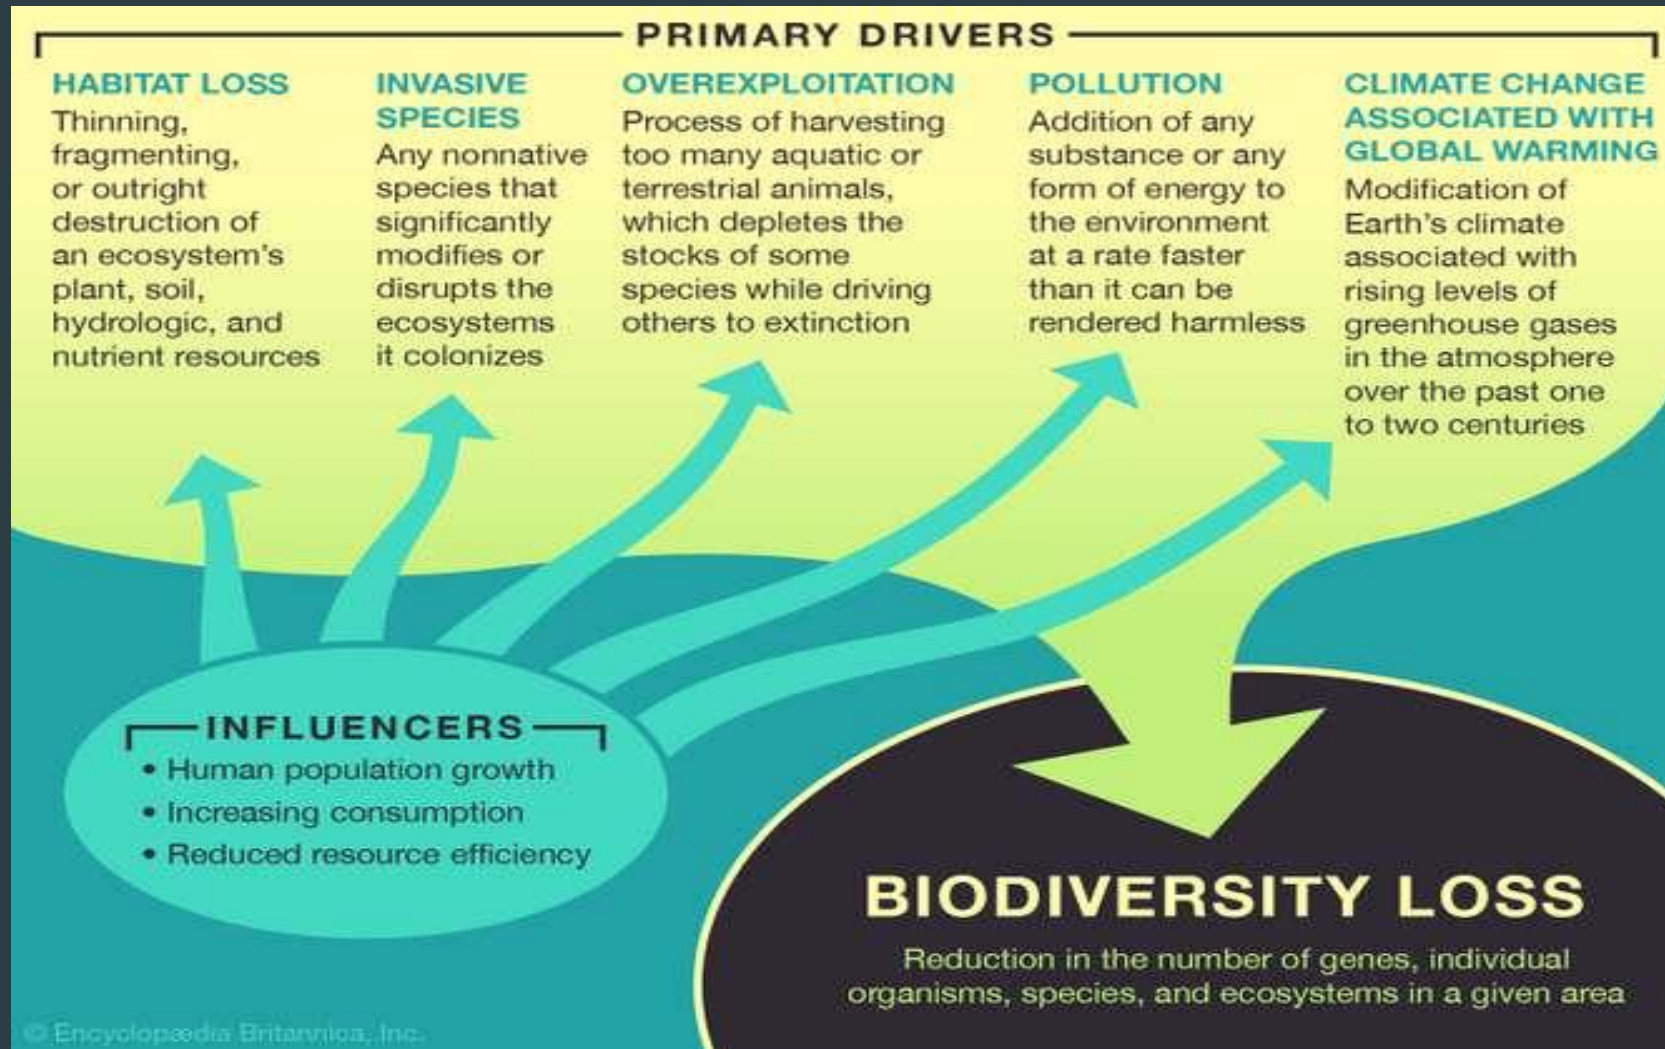 PRIMARY DRIVERS
HABITAT LOSS
Thinning,
fragmenting,
or outright
destruction of
an ecosystem's
plant, soil,
hydrologic, and
nutrient resources
INVASIVE
SPECIES
Any nonnative
species that
significantly
modifies or
disrupts the
ecosystems
it colonizes
OVEREXPLOITATION
Process of harvesting
too many aquatic or
terrestrial animals,
which depletes the
stocks of some
species while driving
others to extinction
POLLUTION
Addition of any
substance or any
form of energy to
the environment
at a rate faster
than it can be
rendered harmless
CLIMATE CHANGE
ASSOCIATED WITH
GLOBAL WARMING
Modification of
Earth's climate
associated with
rising levels of
greenhouse gases
in the atmosphere
over the past one
to two centuries
INFLUENCERS
• Human population growth
• Increasing consumption
• Reduced resource efficiency
BIODIVERSITY LOSS
Reduction in the number of genes, individual
organisms, species, and ecosystems in a given area
© Encyclopædia Britannica, Inc.